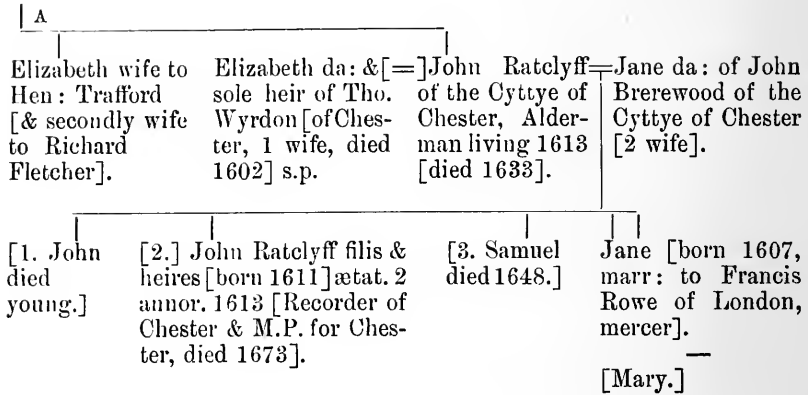 A
Elizabeth wife to
Hen: Trafford
[& secondly wife
to Richard
Fletcher].
Elizabeth da: &[=]
sole heir of Tho.
Wyrdon [of Ches-
ter, 1 wife, died
1602] s.p.
John Ratclyff=
of the Cyttye of
Chester, Alder-
man living 1613
[died 1633].
Jane da: of John
Brerewood of the
Cyttye of Chester
[2 wife].
[1. John
died
young.]
[2.] John Ratclyff filis &
heires [born 1611] ætat. 2
annor. 1613 [Recorder of
Chester & M.P. for Ches-
ter, died 1673].
[3. Samuel
died 1648.]
Jane [born 1607,
marr: to Francis
Rowe of London,
mercer].
[Mary.]